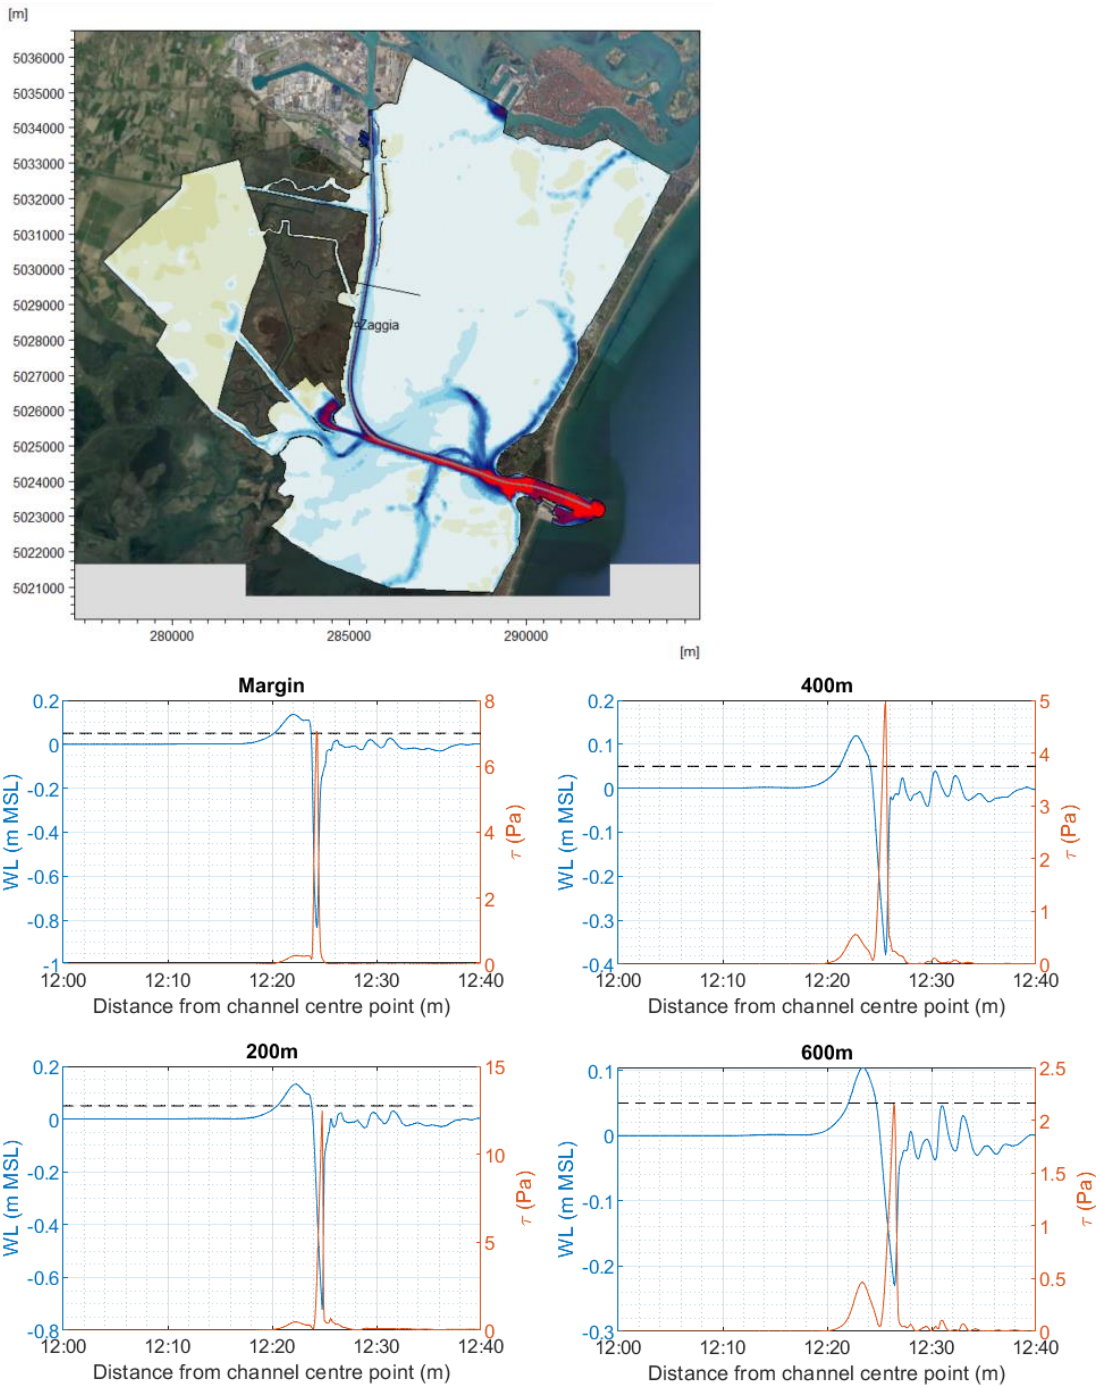 [m]
5036000
5035000
5034000
5033000
5032000
5031000
5030000
5029000
5028000
5027000
5026000
5025000
5024000
5023000
5022000
5021000
Zaggia
280000 285000 290000
[m]
Margin
0.2
0
-0.2
-0.4
-0.6
-0.8
-1
WL (m MSL)
8
6
4
2
0
τ (Pa)
12:00 12:10 12:20 12:30 12:40
Distance from channel centre point (m)
400m
0.2
0.1
0
-0.1
-0.2
-0.3
-0.4
WL (m MSL)
5
4
3
2
1
0
τ (Pa)
12:00 12:10 12:20 12:30 12:40
Distance from channel centre point (m)
200m
0.2
0
-0.2
-0.4
-0.6
-0.8
WL (m MSL)
15
10
5
0
τ (Pa)
12:00 12:10 12:20 12:30 12:40
Distance from channel centre point (m)
600m
0.1
0
-0.1
-0.2
-0.3
WL (m MSL)
2.5
2
1.5
1
0.5
0
τ (Pa)
12:00 12:10 12:20 12:30 12:40
Distance from channel centre point (m)